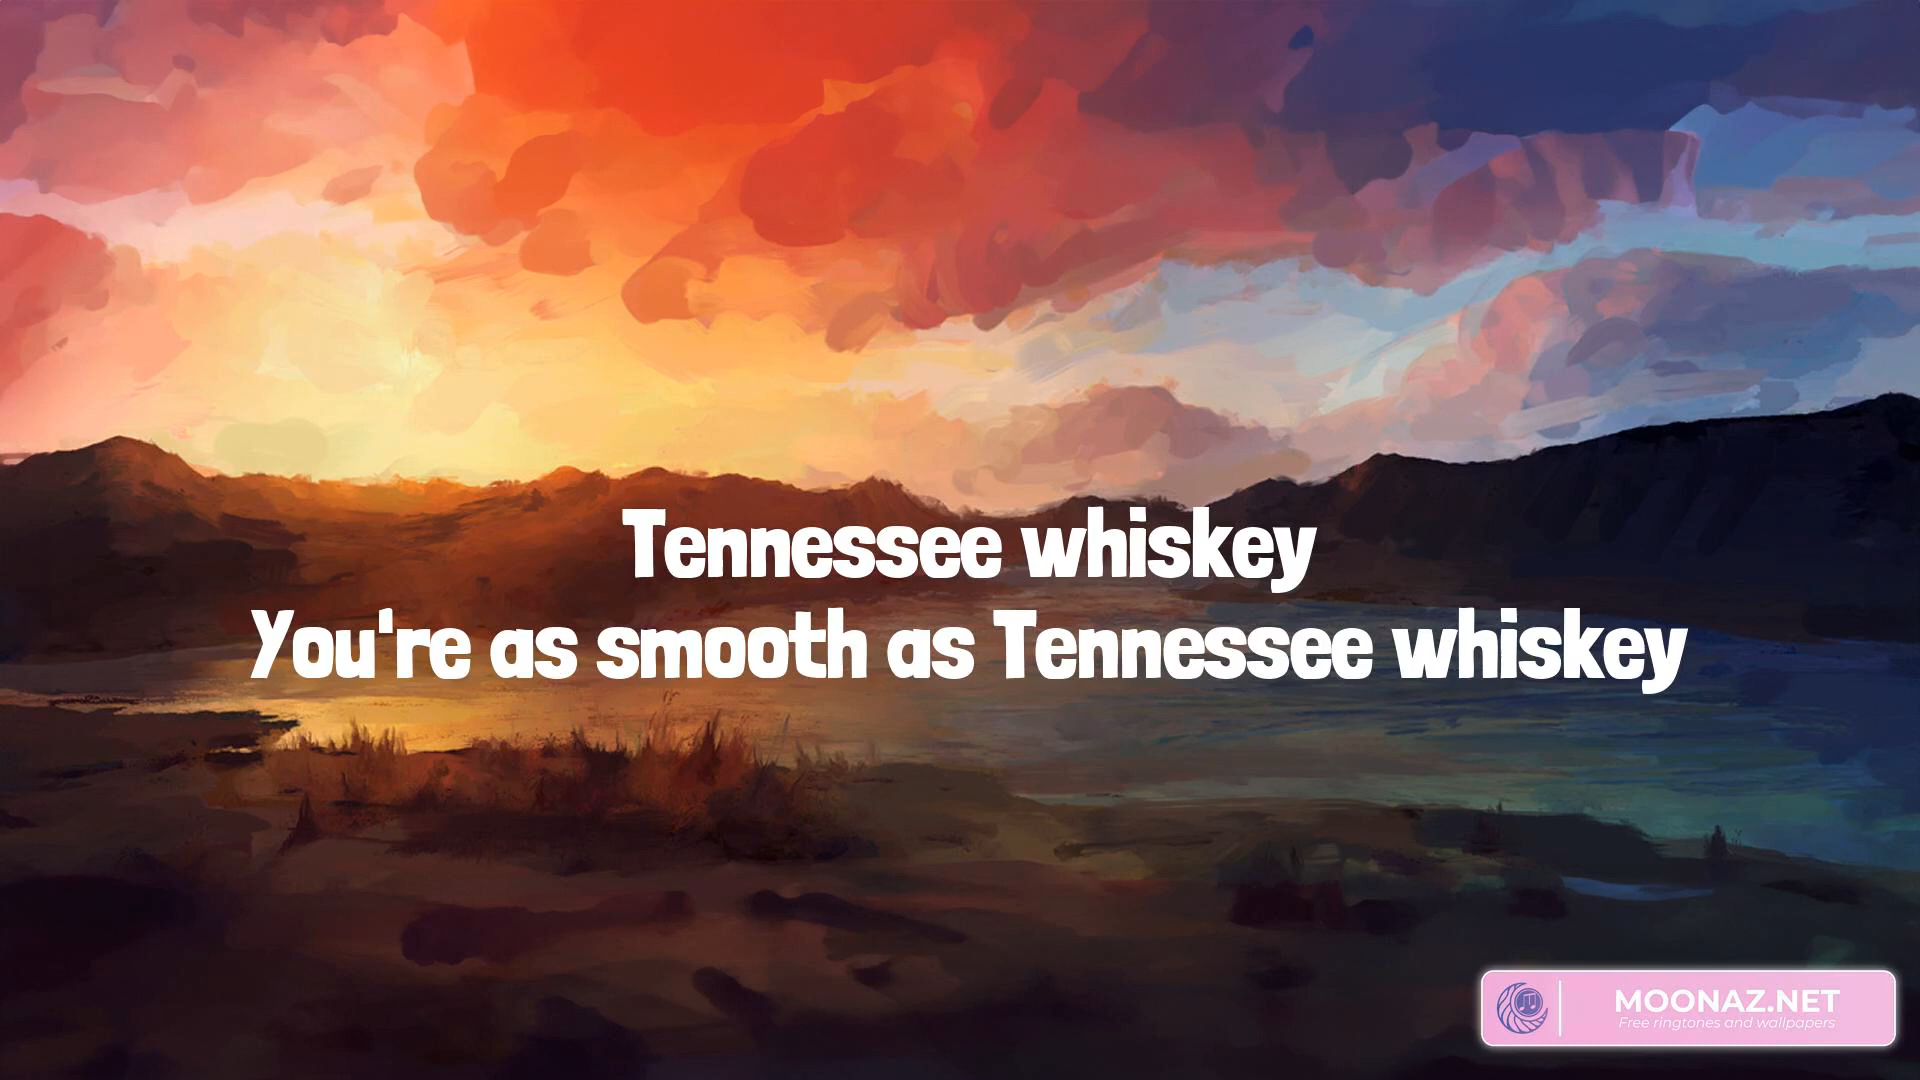 Tennessee whiskey
You're as smooth as Tennessee whiskey
MOONAZ.NET
Free ringtones and wallpapers